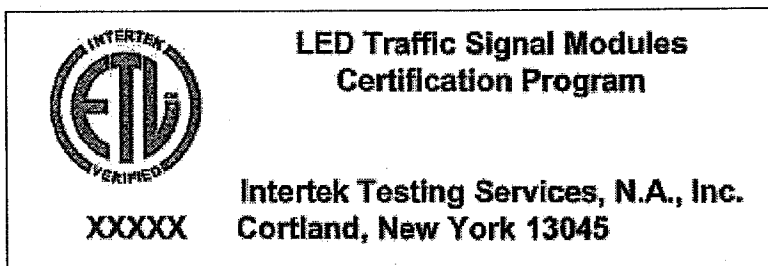 INTERTEK
ETL
VERIFIED
XXXXX
LED Traffic Signal Modules
Certification Program
Intertek Testing Services, N.A., Inc.
Cortland, New York 13045